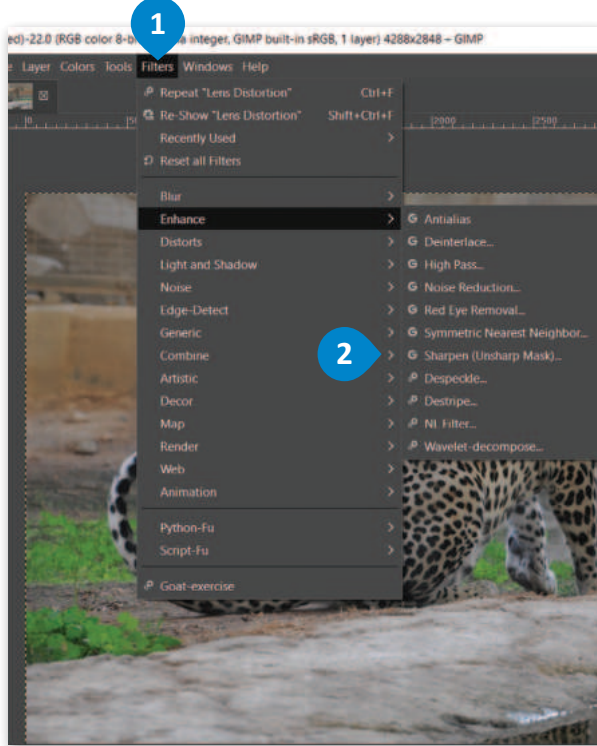 1
ed)-22.0 (RGB color 8-b a integer, GIMP built-in sRGB, 1 layer) 4288x2848 – GIMP
e Layer Colors Tools Filters Windows Help
Repeat "Lens Distortion" Ctrl+F
Re-Show "Lens Distortion" Shift+Ctrl+F
Recently Used >
Reset all Filters
2000 2500
Blur >
Enhance >
Distorts >
Light and Shadow >
Noise >
Edge-Detect >
Generic >
Combine >
Artistic >
Decor >
Map >
Render >
Web >
Animation >
Python-Fu >
Script-Fu >
Goat-exercise
G Antialias
G Deinterlace...
G High Pass...
G Noise Reduction...
G Red Eye Removal...
G Symmetric Nearest Neighbor...
2
G Sharpen (Unsharp Mask)...
Despeckle...
Destripe...
NL Filter...
Wavelet-decompose...